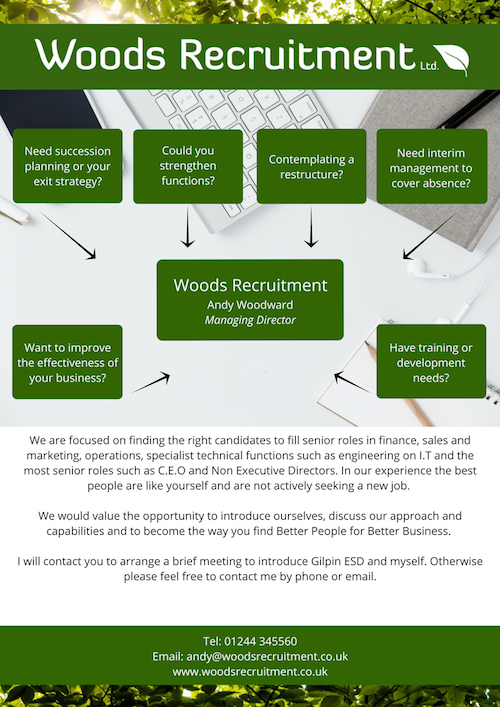 Woods Recruitment Ltd.
Need succession
planning or your
exit strategy?
Could you
strengthen
functions?
Contemplating a
restructure?
Need interim
management to
cover absence?
Woods Recruitment
Andy Woodward
Managing Director
Want to improve
the effectiveness of
your business?
Have training or
development
needs?
We are focused on finding the right candidates to fill senior roles in finance, sales and
marketing, operations, specialist technical functions such as engineering on I.T and the
most senior roles such as C.E.O and Non Executive Directors. In our experience the best
people are like yourself and are not actively seeking a new job.
We would value the opportunity to introduce ourselves, discuss our approach and
capabilities and to become the way you find Better People for Better Business.
I will contact you to arrange a brief meeting to introduce Gilpin ESD and myself. Otherwise
please feel free to contact me by phone or email.
Tel: 01244 345560
Email: andy@woodsrecruitment.co.uk
www.woodsrecruitment.co.uk